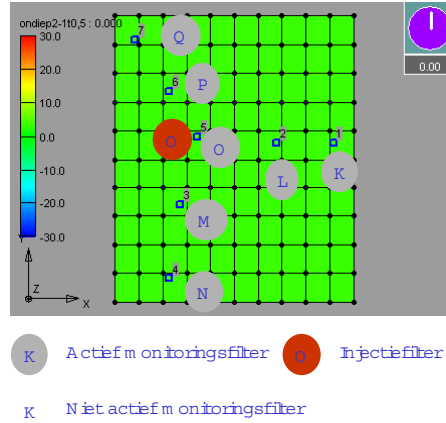 ondiep2-1t0,5 : 0.000
7
30.0
Q
20.0
6
P
0.00
10.0
5
2
1
0.0
O
O
K
-10.0
L
3
-20.0
M
-30.0
4
Y
Z
N
X
K Actief monitoringsfilter O Injectiefilter
K Niet actief monitoringsfilter